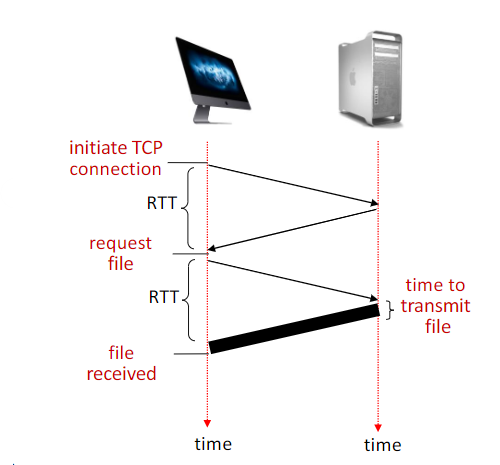 initiate TCP
connection
RTT
request
file
RTT
time to
transmit
file
file
received
time
time